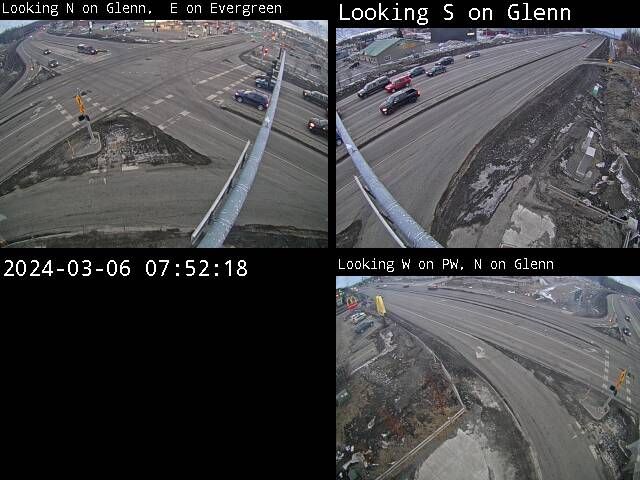 Looking N on Glenn, E on Evergreen
Looking S on Glenn
2024-03-06 07:52:18
Looking W on PW, N on Glenn